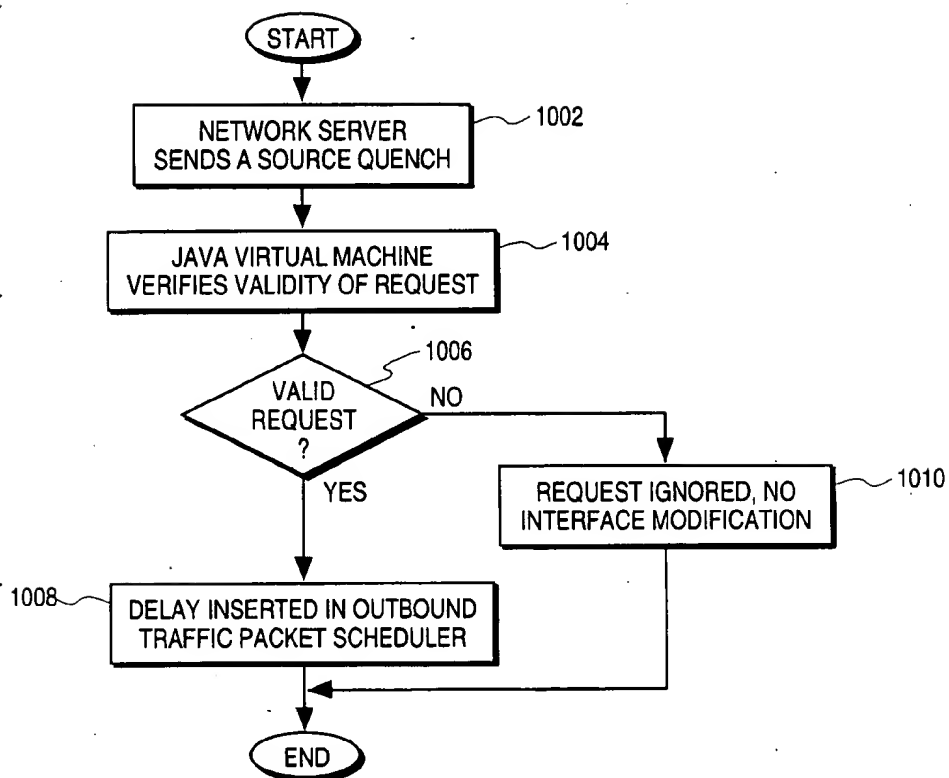 START
NETWORK SERVER
SENDS A SOURCE QUENCH
1002
JAVA VIRTUAL MACHINE
VERIFIES VALIDITY OF REQUEST
1004
VALID
REQUEST
?
1006
NO
YES
REQUEST IGNORED, NO
INTERFACE MODIFICATION
1010
1008
DELAY INSERTED IN OUTBOUND
TRAFFIC PACKET SCHEDULER
END